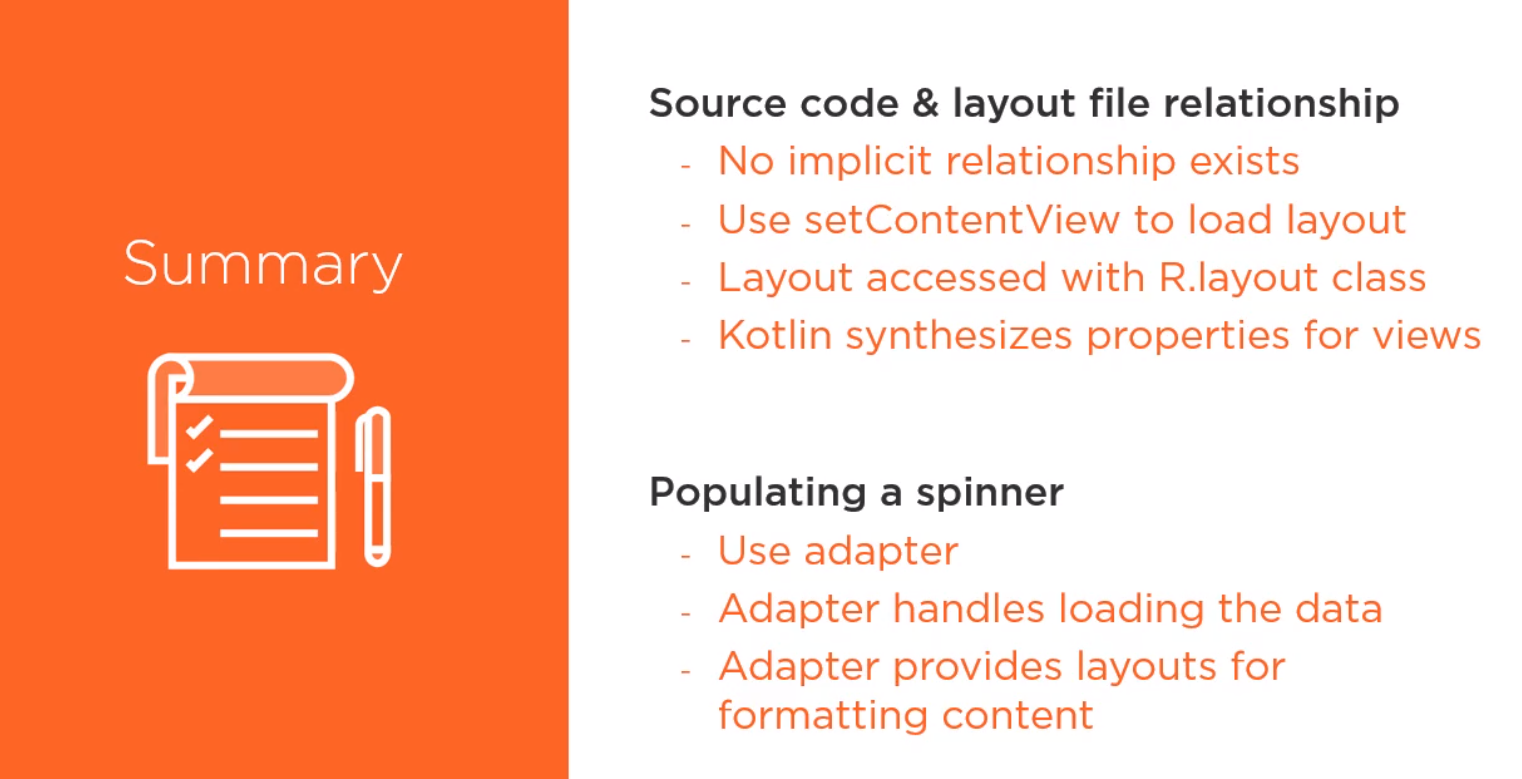 Summary
Source code & layout file relationship
- No implicit relationship exists
- Use setContentView to load layout
- Layout accessed with R.layout class
- Kotlin synthesizes properties for views
Populating a spinner
- Use adapter
- Adapter handles loading the data
- Adapter provides layouts for
formatting content